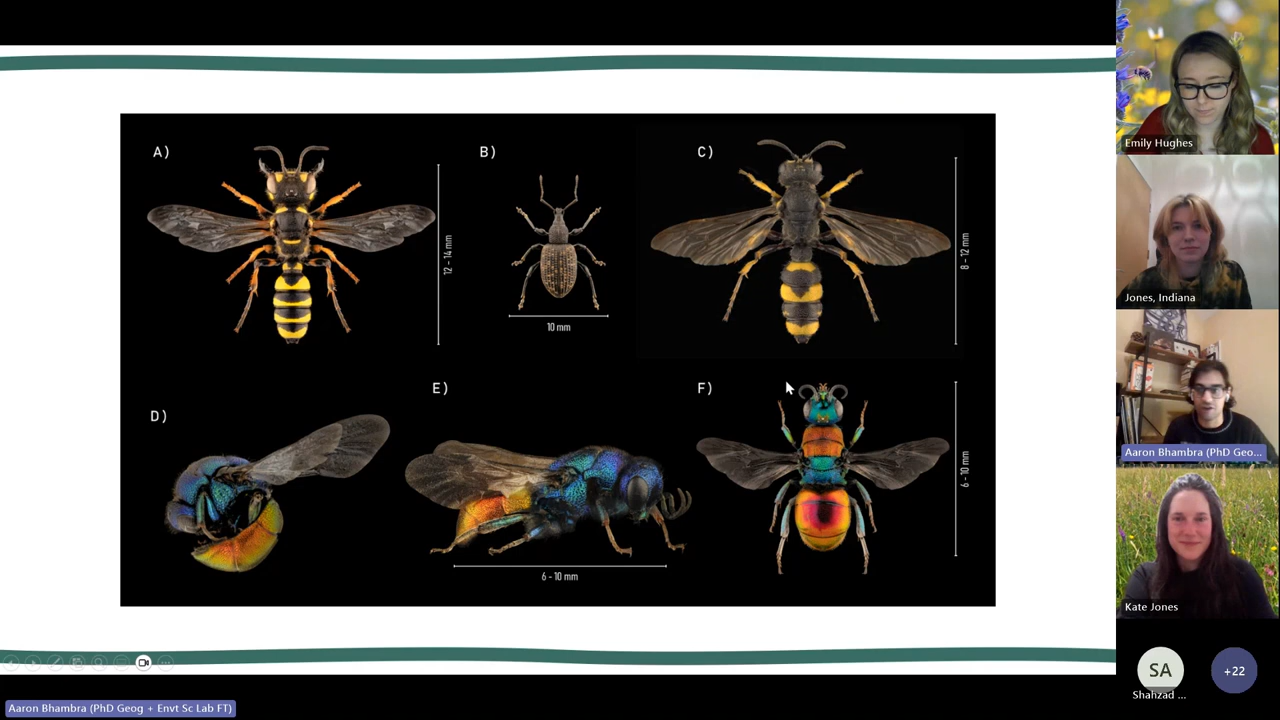 A)
B)
C)
12 - 14 mm
10 mm
8 - 12 mm
D)
E)
F)
6 - 10 mm
6 - 10 mm
Emily Hughes
Jones, Indiana
Aaron Bhambra (PhD Geo...
Kate Jones
SA
Shahzad ...
+22
Aaron Bhambra (PhD Geog + Envt Sc Lab FT)